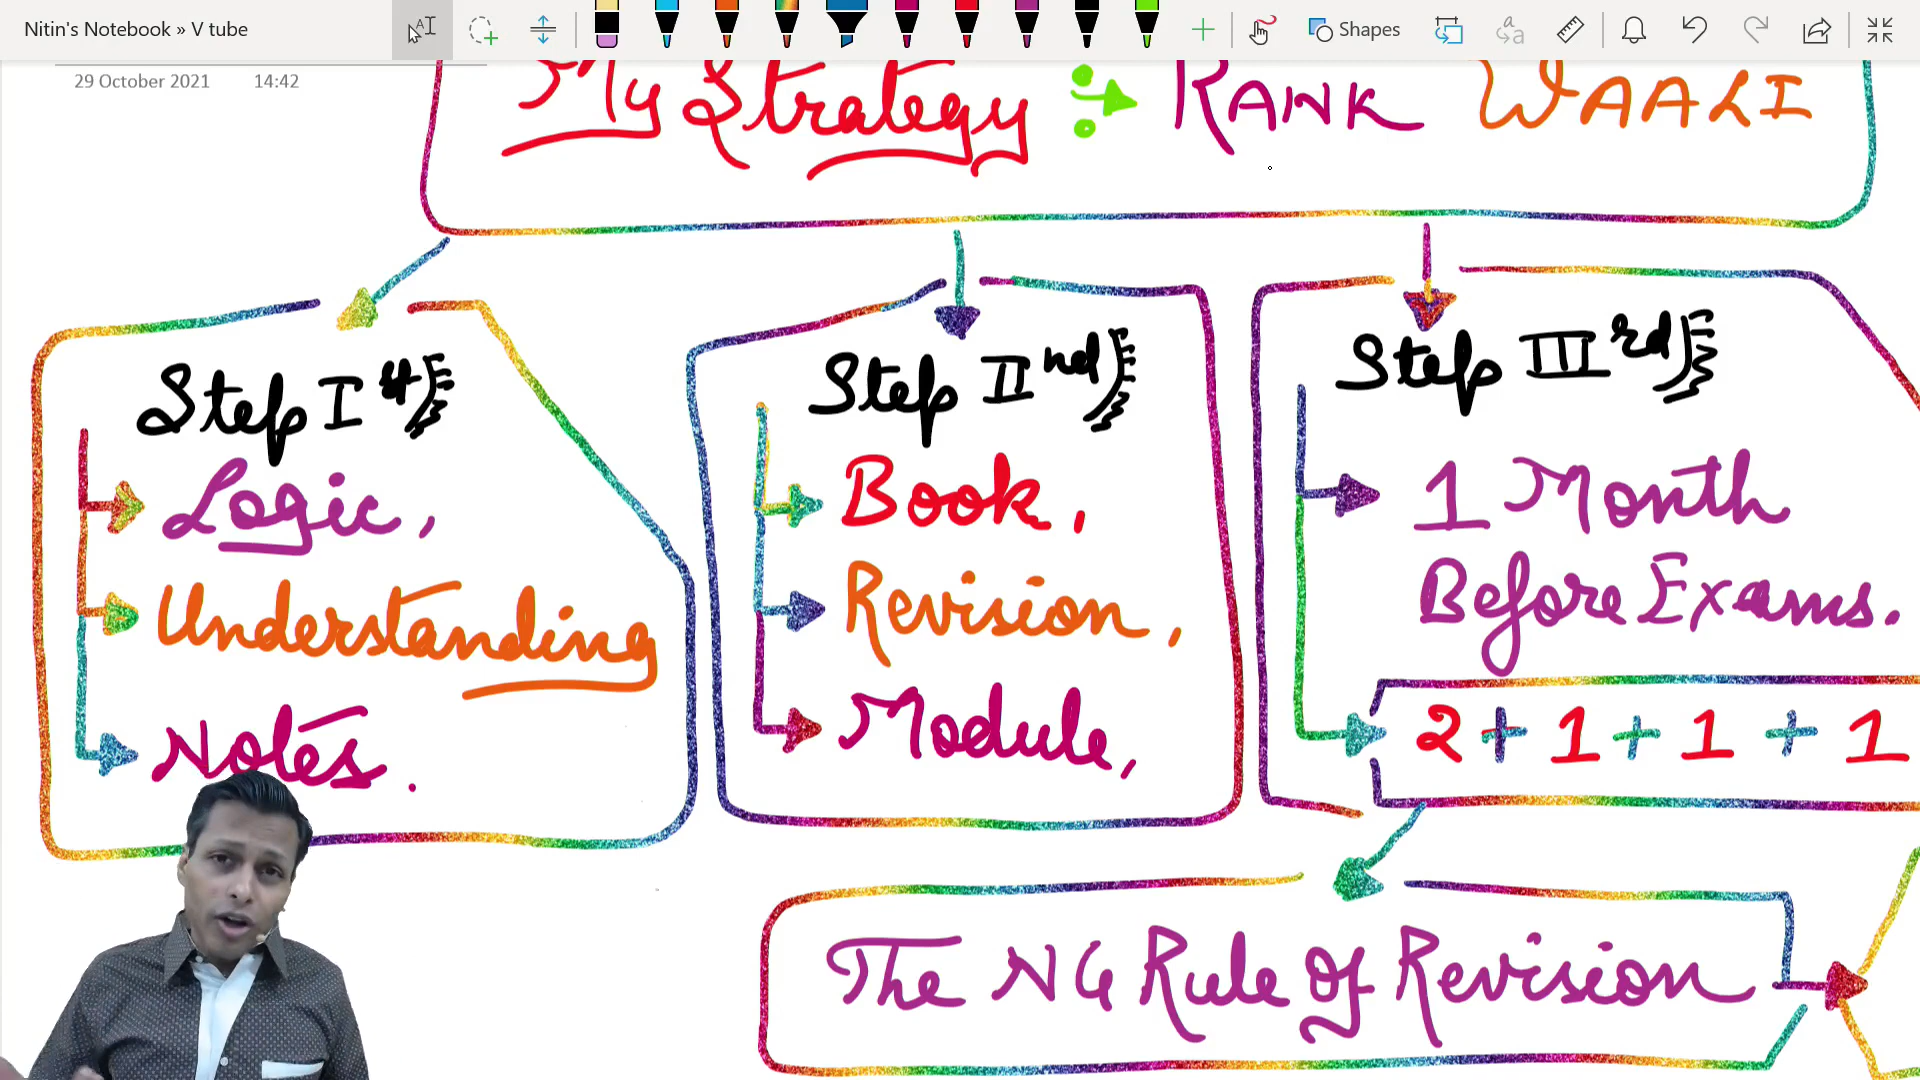 Nitin's Notebook » V tube
Shapes
29 October 2021 14:42
My Strategy :→ RANK WAALI
Step I st
Logic,
Understanding
Notes.
Step II nd
Book,
Revision,
Module,
Step III rd
1 Month
Before Exams.
2 + 1 + 1 + 1
The NG Rule Of Revision